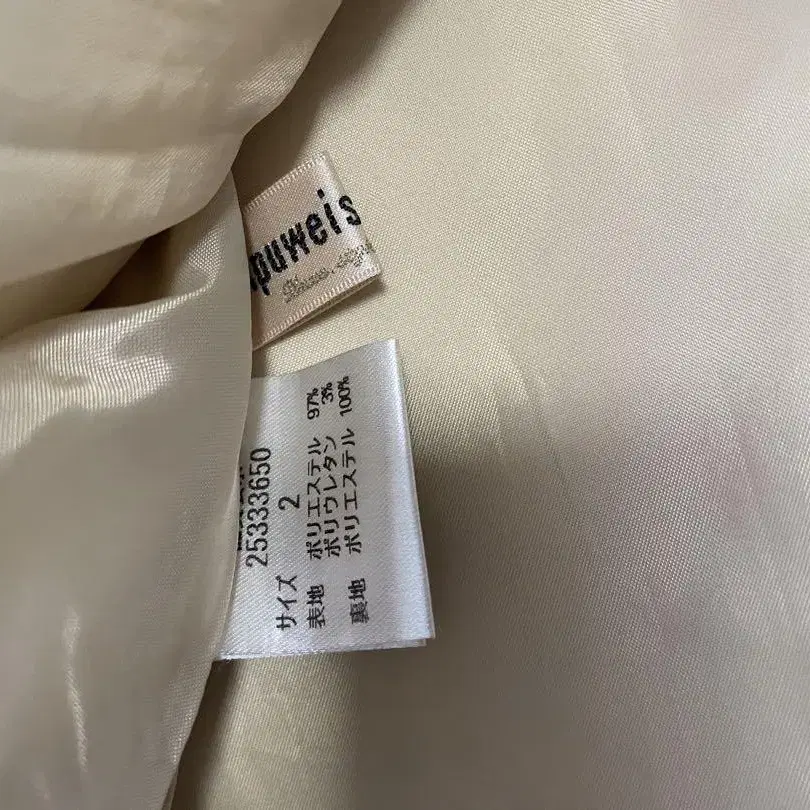 puweis
25333650
サイズ 2
表地 ポリエステル 97%
ポリウレタン 3%
裏地 ポリエステル 100%